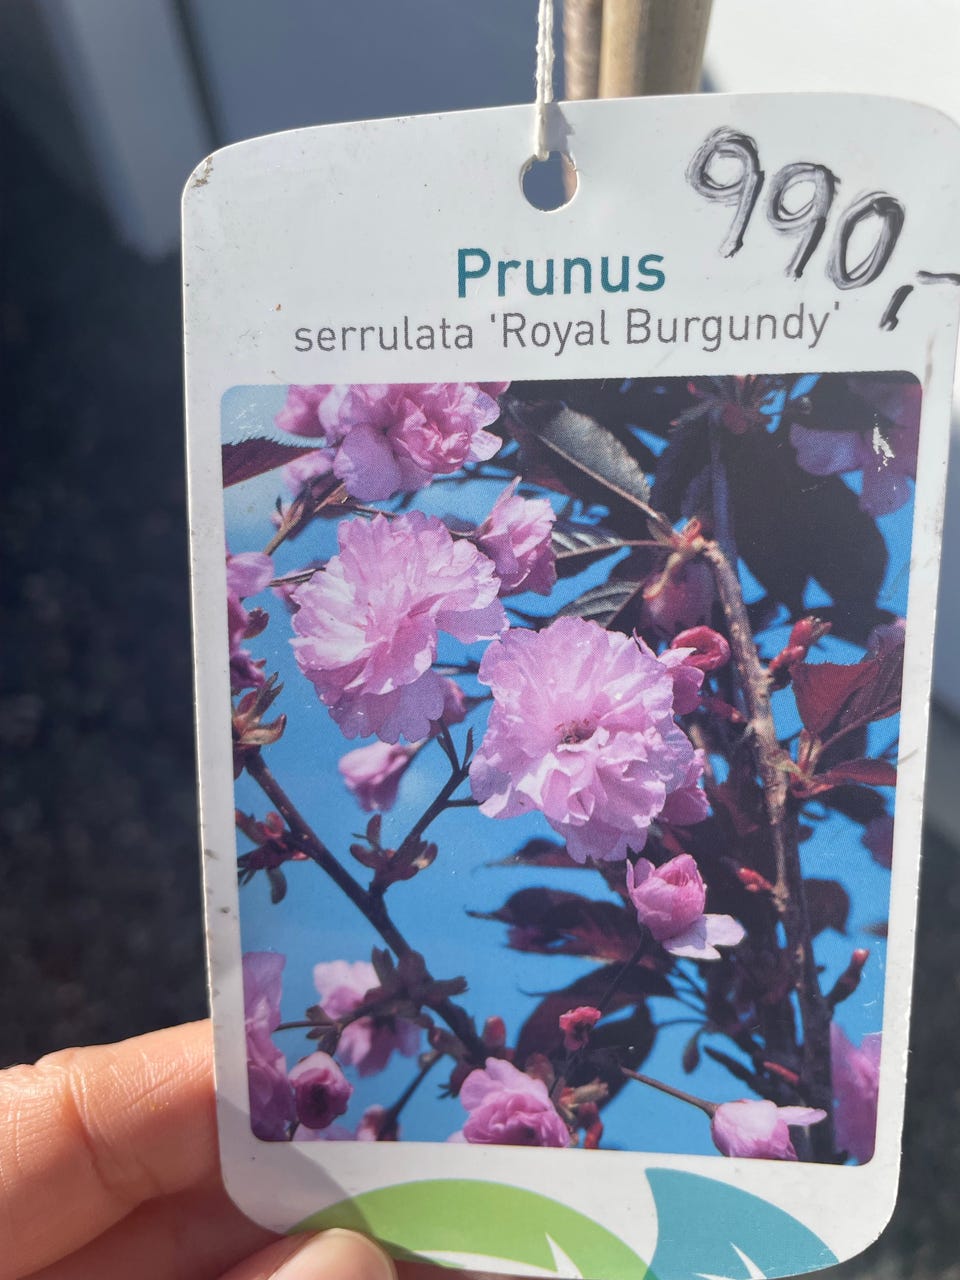 990,-
Prunus
serrulata 'Royal Burgundy'